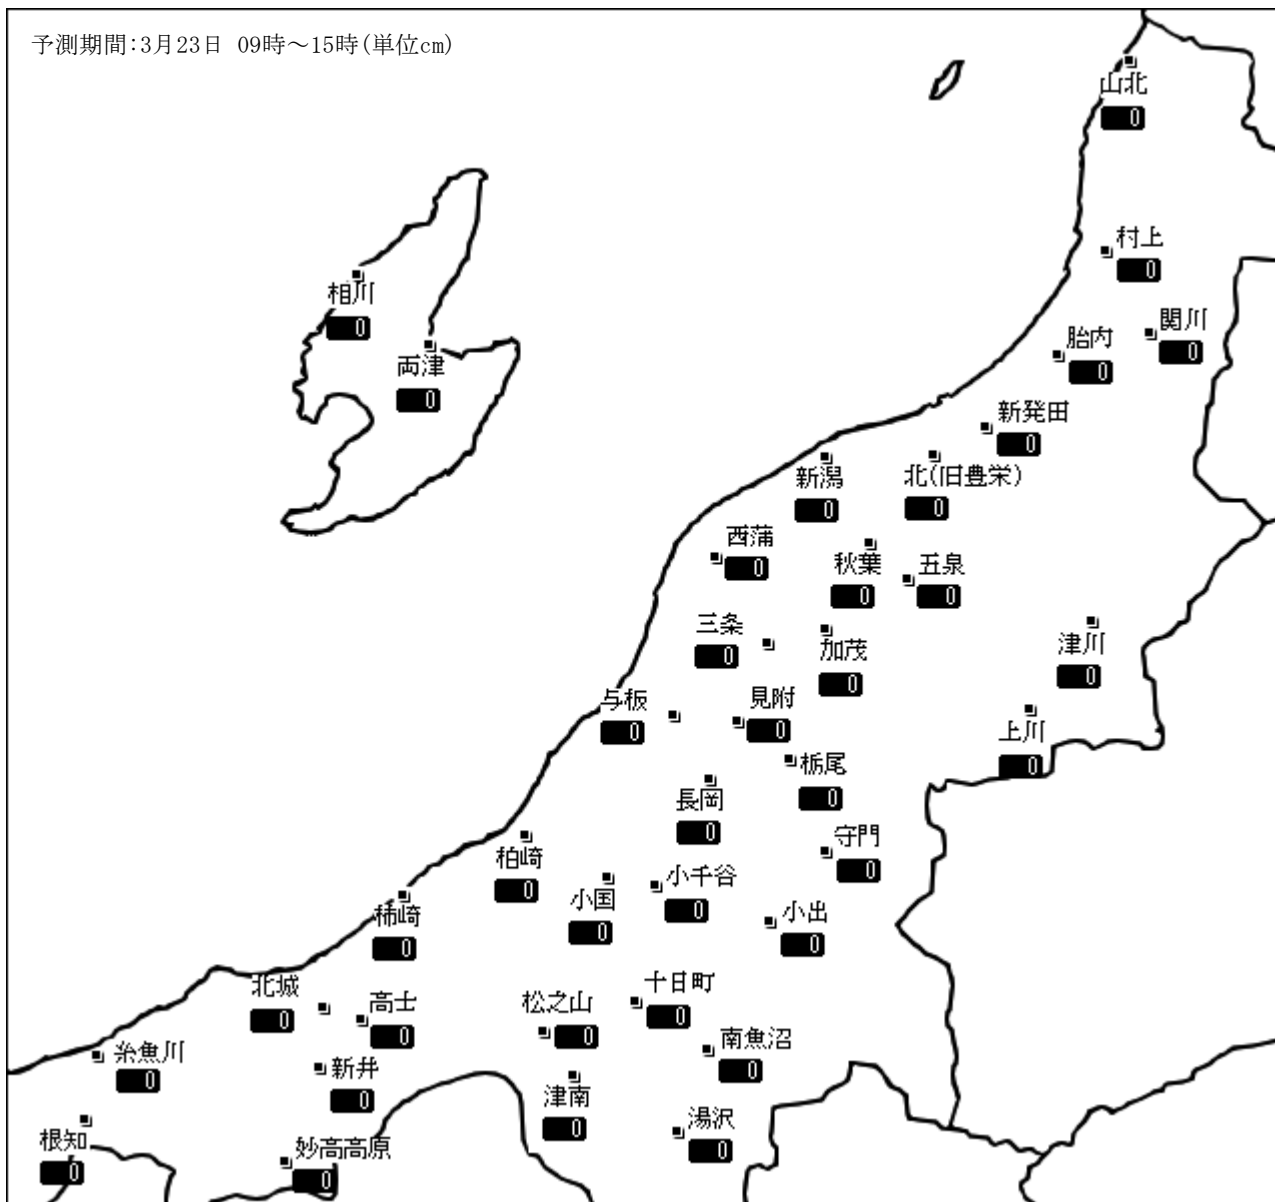 予測期間:3月23日 09時～15時(単位cm)
山北
0
村上
0
相川
0
関川
0
胎内
0
両津
0
新発田
0
新潟
0
北(旧豊栄)
0
西蒲
0
秋葉
0
五泉
0
三条
0
加茂
0
津川
0
与板
0
見附
0
上川
0
栃尾
0
長岡
0
守門
0
柏崎
0
小国
0
小千谷
0
柿崎
0
小出
0
北城
0
高士
0
松之山
0
十日町
0
糸魚川
0
新井
0
南魚沼
0
津南
0
湯沢
0
根知
0
妙高高原
0